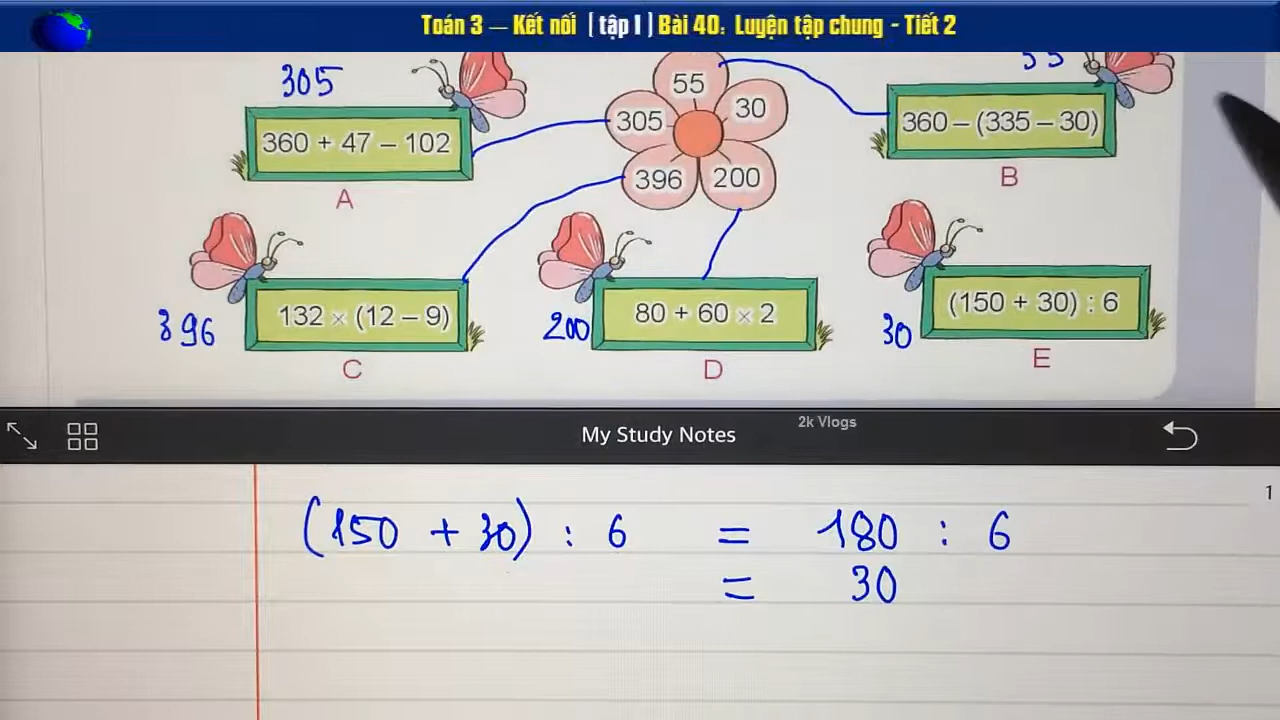 Toán 3 – Kết nối [ tập 1 ] Bài 40: Luyện tập chung - Tiết 2
305
55
360 + 47 – 102
A
55
30
305
396
200
360 – (335 – 30)
B
396
132 × (12 – 9)
C
200
80 + 60 × 2
D
30
(150 + 30) : 6
E
My Study Notes
2k Vlogs
1
(150 + 30) : 6 = 180 : 6
= 30